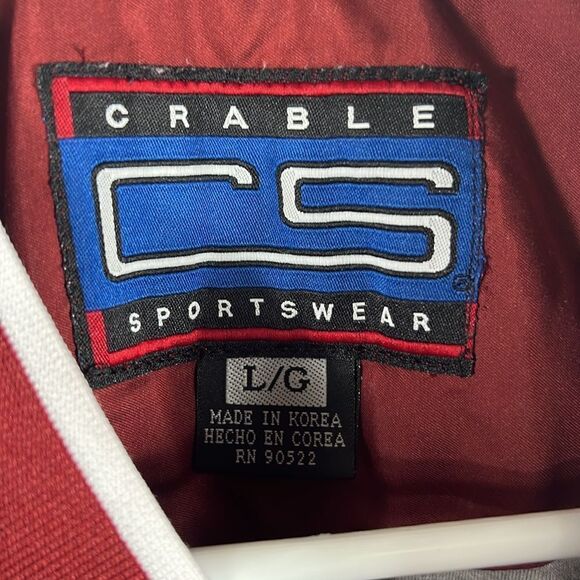 CRABLE
CS®
SPORTSWEAR
L/G
MADE IN KOREA
HECHO EN COREA
RN 90522